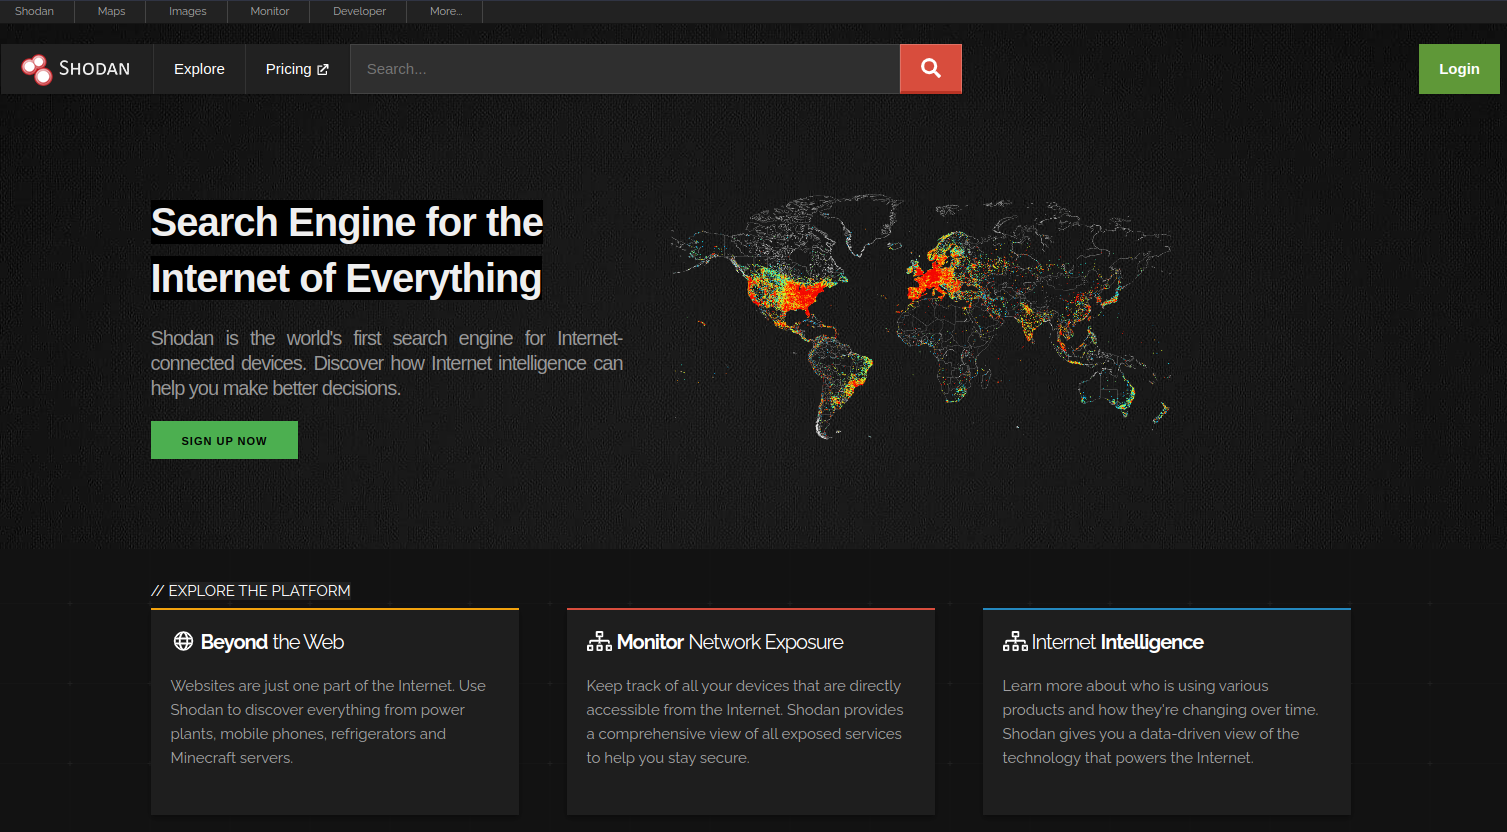 Shodan Maps Images Monitor Developer More...
SHODAN Explore Pricing Search... Login
Search Engine for the
Internet of Everything
Shodan is the world's first search engine for Internet-
connected devices. Discover how Internet intelligence can
help you make better decisions.
SIGN UP NOW
// EXPLORE THE PLATFORM
Beyond the Web
Websites are just one part of the Internet. Use
Shodan to discover everything from power
plants, mobile phones, refrigerators and
Minecraft servers.
Monitor Network Exposure
Keep track of all your devices that are directly
accessible from the Internet. Shodan provides
a comprehensive view of all exposed services
to help you stay secure.
Internet Intelligence
Learn more about who is using various
products and how they're changing over time.
Shodan gives you a data-driven view of the
technology that powers the Internet.